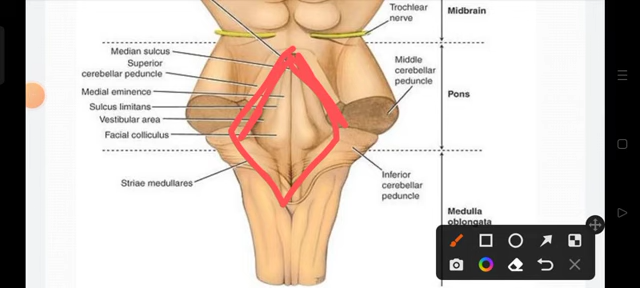 Trochlear
nerve
Midbrain
Median sulcus
Superior
cerebellar peduncle
Middle
cerebellar
peduncle
Medial eminence
Pons
Sulcus limitans
Vestibular area
Facial colliculus
Striae medullares
Inferior
cerebellar
peduncle
Medulla
oblongata